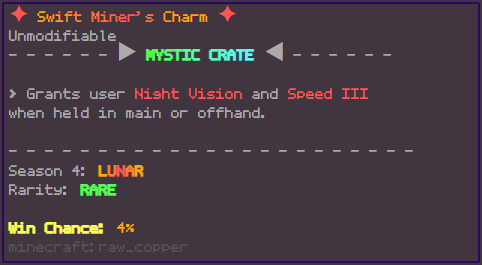 ✦ Swift Miner's Charm ✦
Unmodifiable
- - - - - - ▶ MYSTIC CRATE ◀ - - - - - -
> Grants user Night Vision and Speed III
when held in main or offhand.
- - - - - - - - - - - - - - - - - - - - - - - -
Season 4: LUNAR
Rarity: RARE
Win Chance: 4%
minecraft:raw_copper